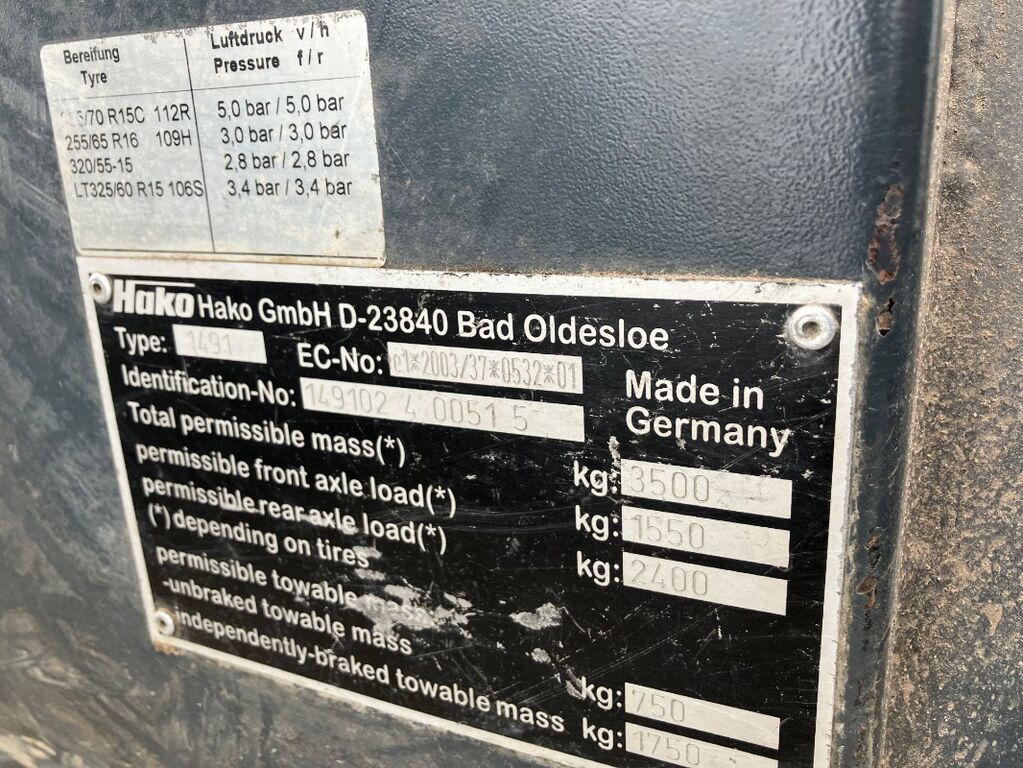 Bereifung Luftdruck v / h
Tyre Pressure f / r
5/70 R15C 112R 5,0 bar / 5,0 bar
255/65 R16 109H 3,0 bar / 3,0 bar
320/55-15 2,8 bar / 2,8 bar
LT325/60 R15 106S 3,4 bar / 3,4 bar
Hako Hako GmbH D-23840 Bad Oldesloe
Type: 1491 EC-No: e1*2003/37*0532*01
Identification-No: 149102 4 0051 5
Made in
Germany
Total permissible mass(*) kg: 3500
permissible front axle load(*) kg: 1550
permissible rear axle load(*) kg: 2400
(*) depending on tires
permissible towable mass
-unbraked towable mass kg: 750
independently-braked towable mass kg: 1750